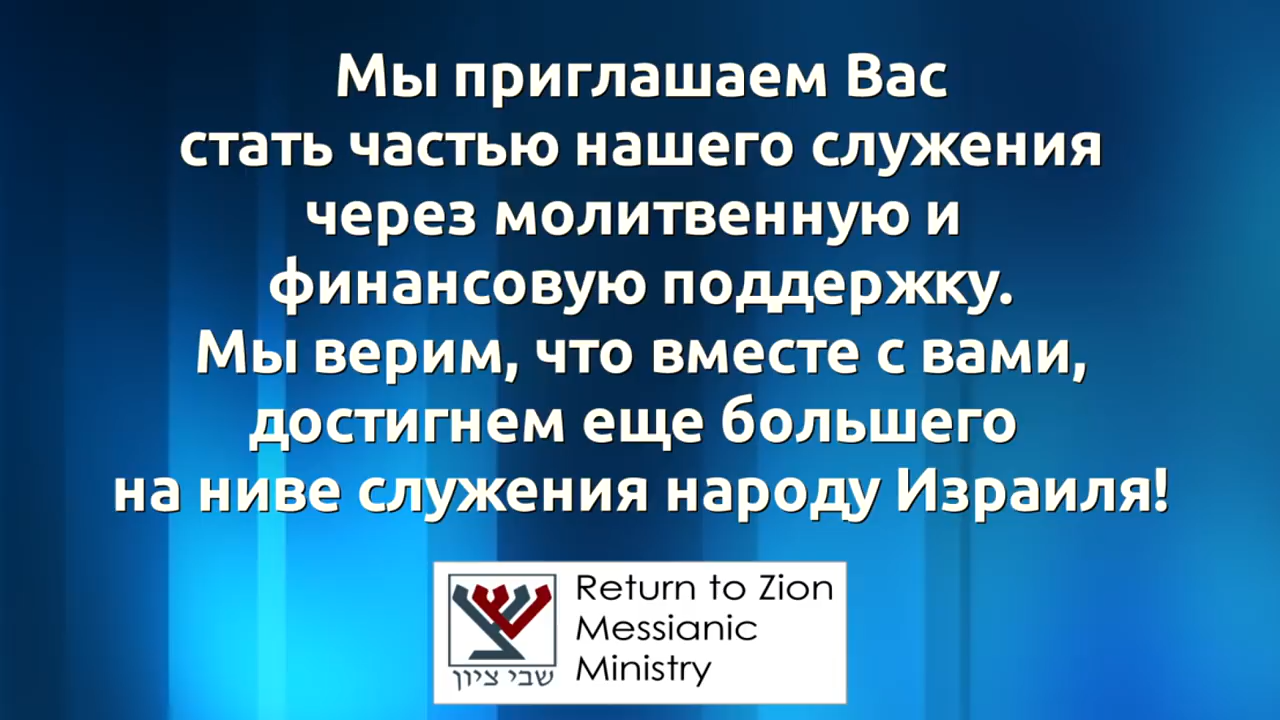 Мы приглашаем Вас
стать частью нашего служения
через молитвенную и
финансовую поддержку.
Мы верим, что вместе с вами,
достигнем еще большего
на ниве служения народу Израиля!
Return to Zion
Messianic
Ministry
שבי ציון